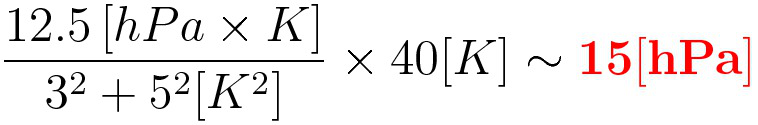 12.5 [hPa × K] / 3² + 5²[K²] × 40[K] ∼ 15[hPa]